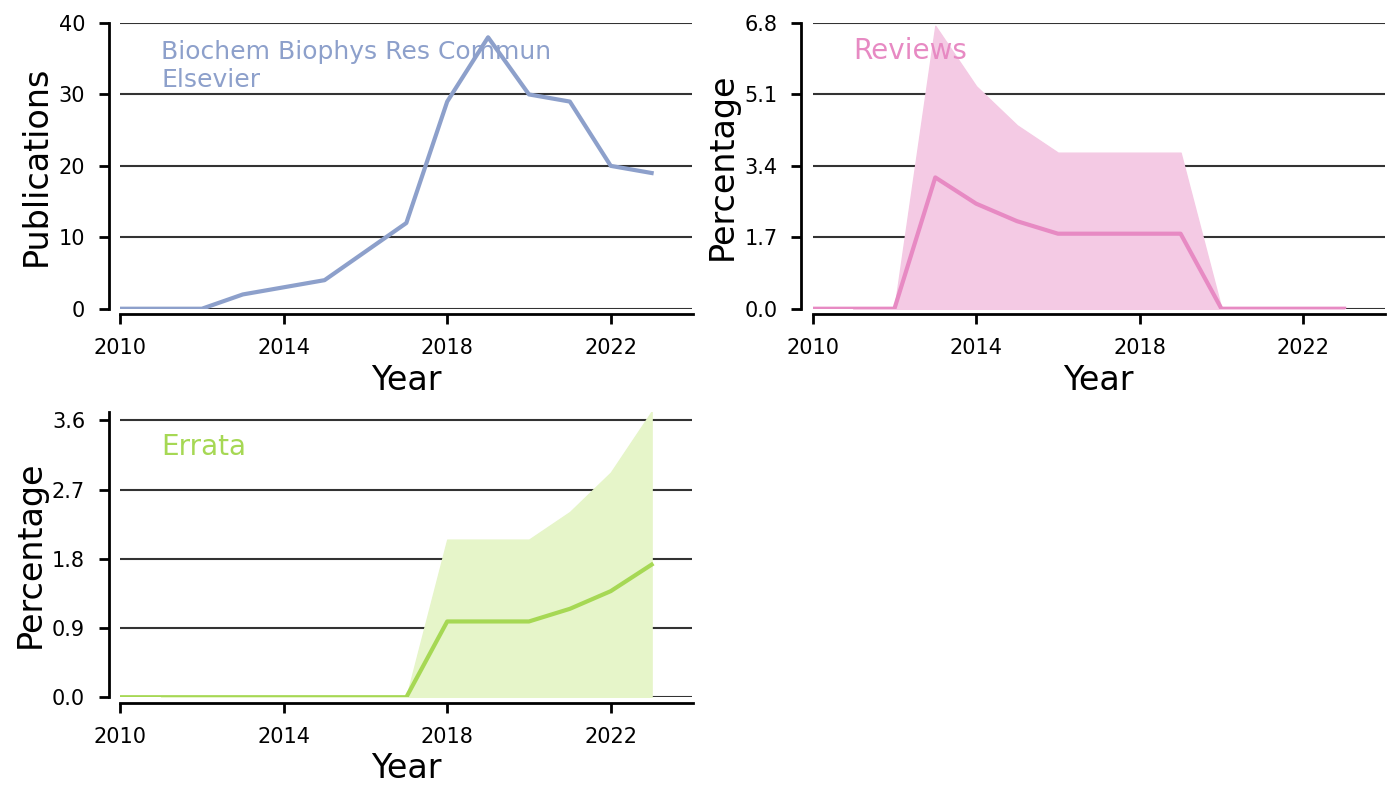 Biochem Biophys Res Commun
Elsevier
Publications
40
30
20
10
0
2010 2014 2018 2022
Year
Reviews
Percentage
6.8
5.1
3.4
1.7
0.0
2010 2014 2018 2022
Year
Errata
Percentage
3.6
2.7
1.8
0.9
0.0
2010 2014 2018 2022
Year